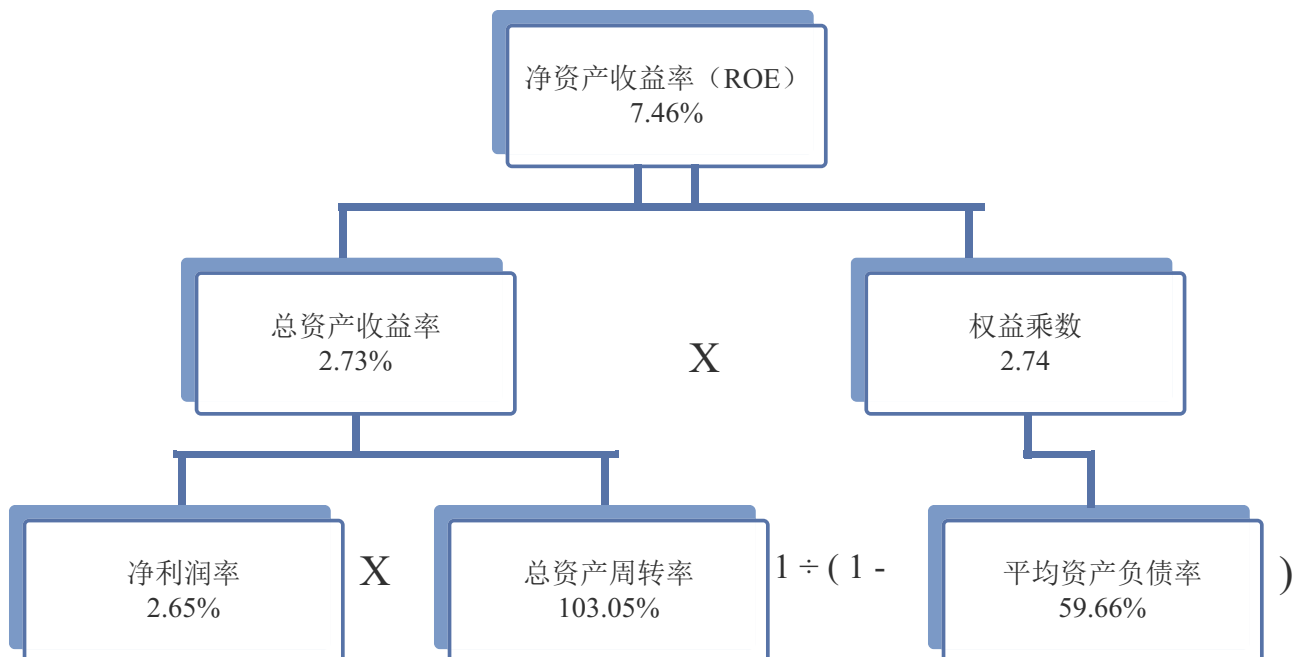 净资产收益率（ROE）
7.46%
总资产收益率
2.73%
X
权益乘数
2.74
净利润率
2.65%
X
总资产周转率
103.05%
1 ÷ ( 1 -
平均资产负债率
59.66%
)